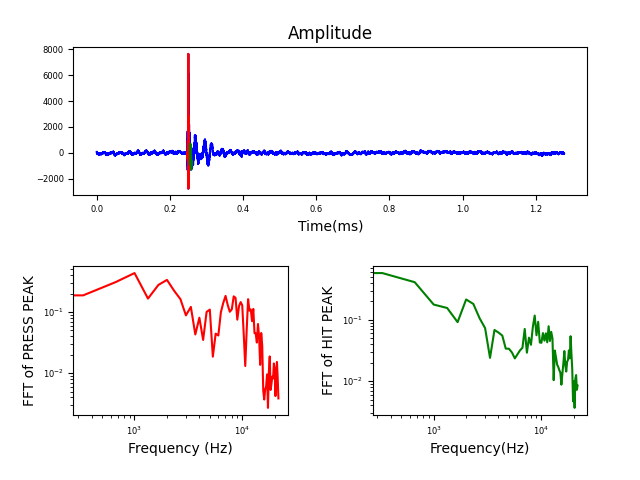 Amplitude
8000
6000
4000
2000
0
−2000
0.0 0.2 0.4 0.6 0.8 1.0 1.2
Time(ms)
FFT of PRESS PEAK
10⁻¹
10⁻²
10³ 10⁴
Frequency (Hz)
FFT of HIT PEAK
10⁻¹
10⁻²
10³ 10⁴
Frequency(Hz)